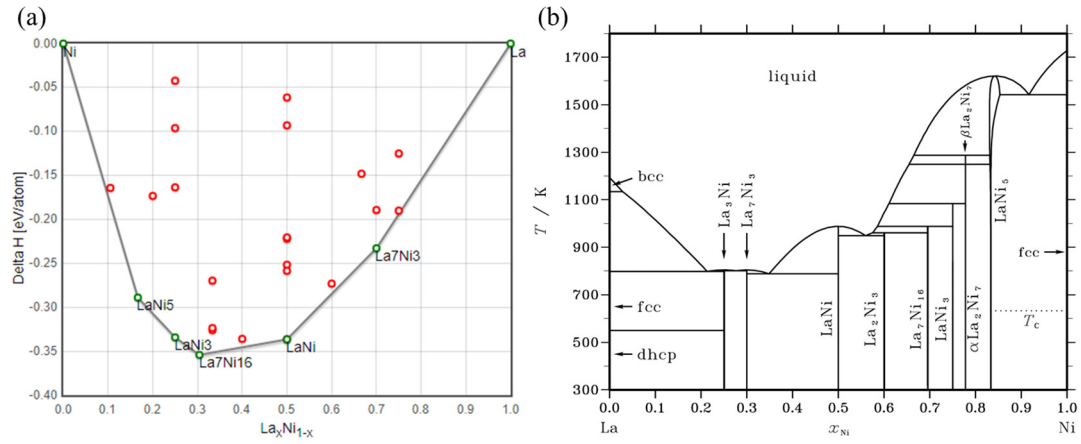 (a)
0.00
-0.05
-0.10
-0.15
-0.20
-0.25
-0.30
-0.35
-0.40
Delta H [eV/atom]
Ni
La
LaNi5
LaNi3
La7Ni16
LaNi
La7Ni3
0.0 0.1 0.2 0.3 0.4 0.5 0.6 0.7 0.8 0.9 1.0
LaₓNi₁₋ₓ
(b)
1700
1500
1300
1100
900
700
500
300
T / K
liquid
bcc
fcc
dhcp
La₃Ni
La₇Ni₃
LaNi
La₂Ni₃
La₇Ni₁₆
LaNi₃
αLa₂Ni₇
βLa₂Ni₇
LaNi₅
fcc
T_C
0.0 0.1 0.2 0.3 0.4 0.5 0.6 0.7 0.8 0.9 1.0
La x_Ni Ni